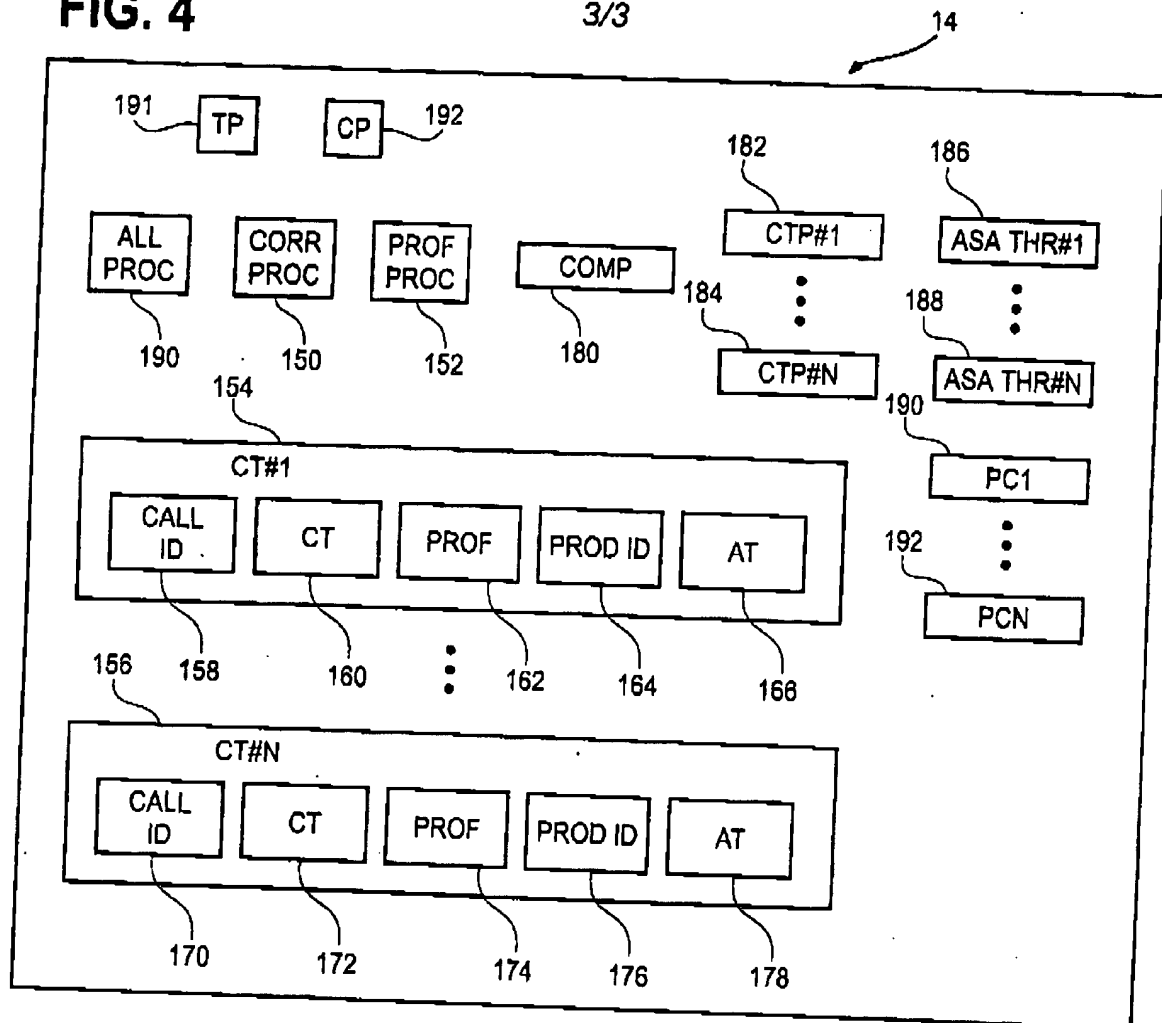 FIG. 4
3/3
14
191
TP
CP
192
182
186
ALL
PROC
CORR
PROC
PROF
PROC
COMP
CTP#1
ASA THR#1
184
188
190
150
152
180
CTP#N
ASA THR#N
154
190
CT#1
PC1
CALL
ID
CT
PROF
PROD ID
AT
192
PCN
158
160
162
164
166
156
CT#N
CALL
ID
CT
PROF
PROD ID
AT
170
172
174
176
178